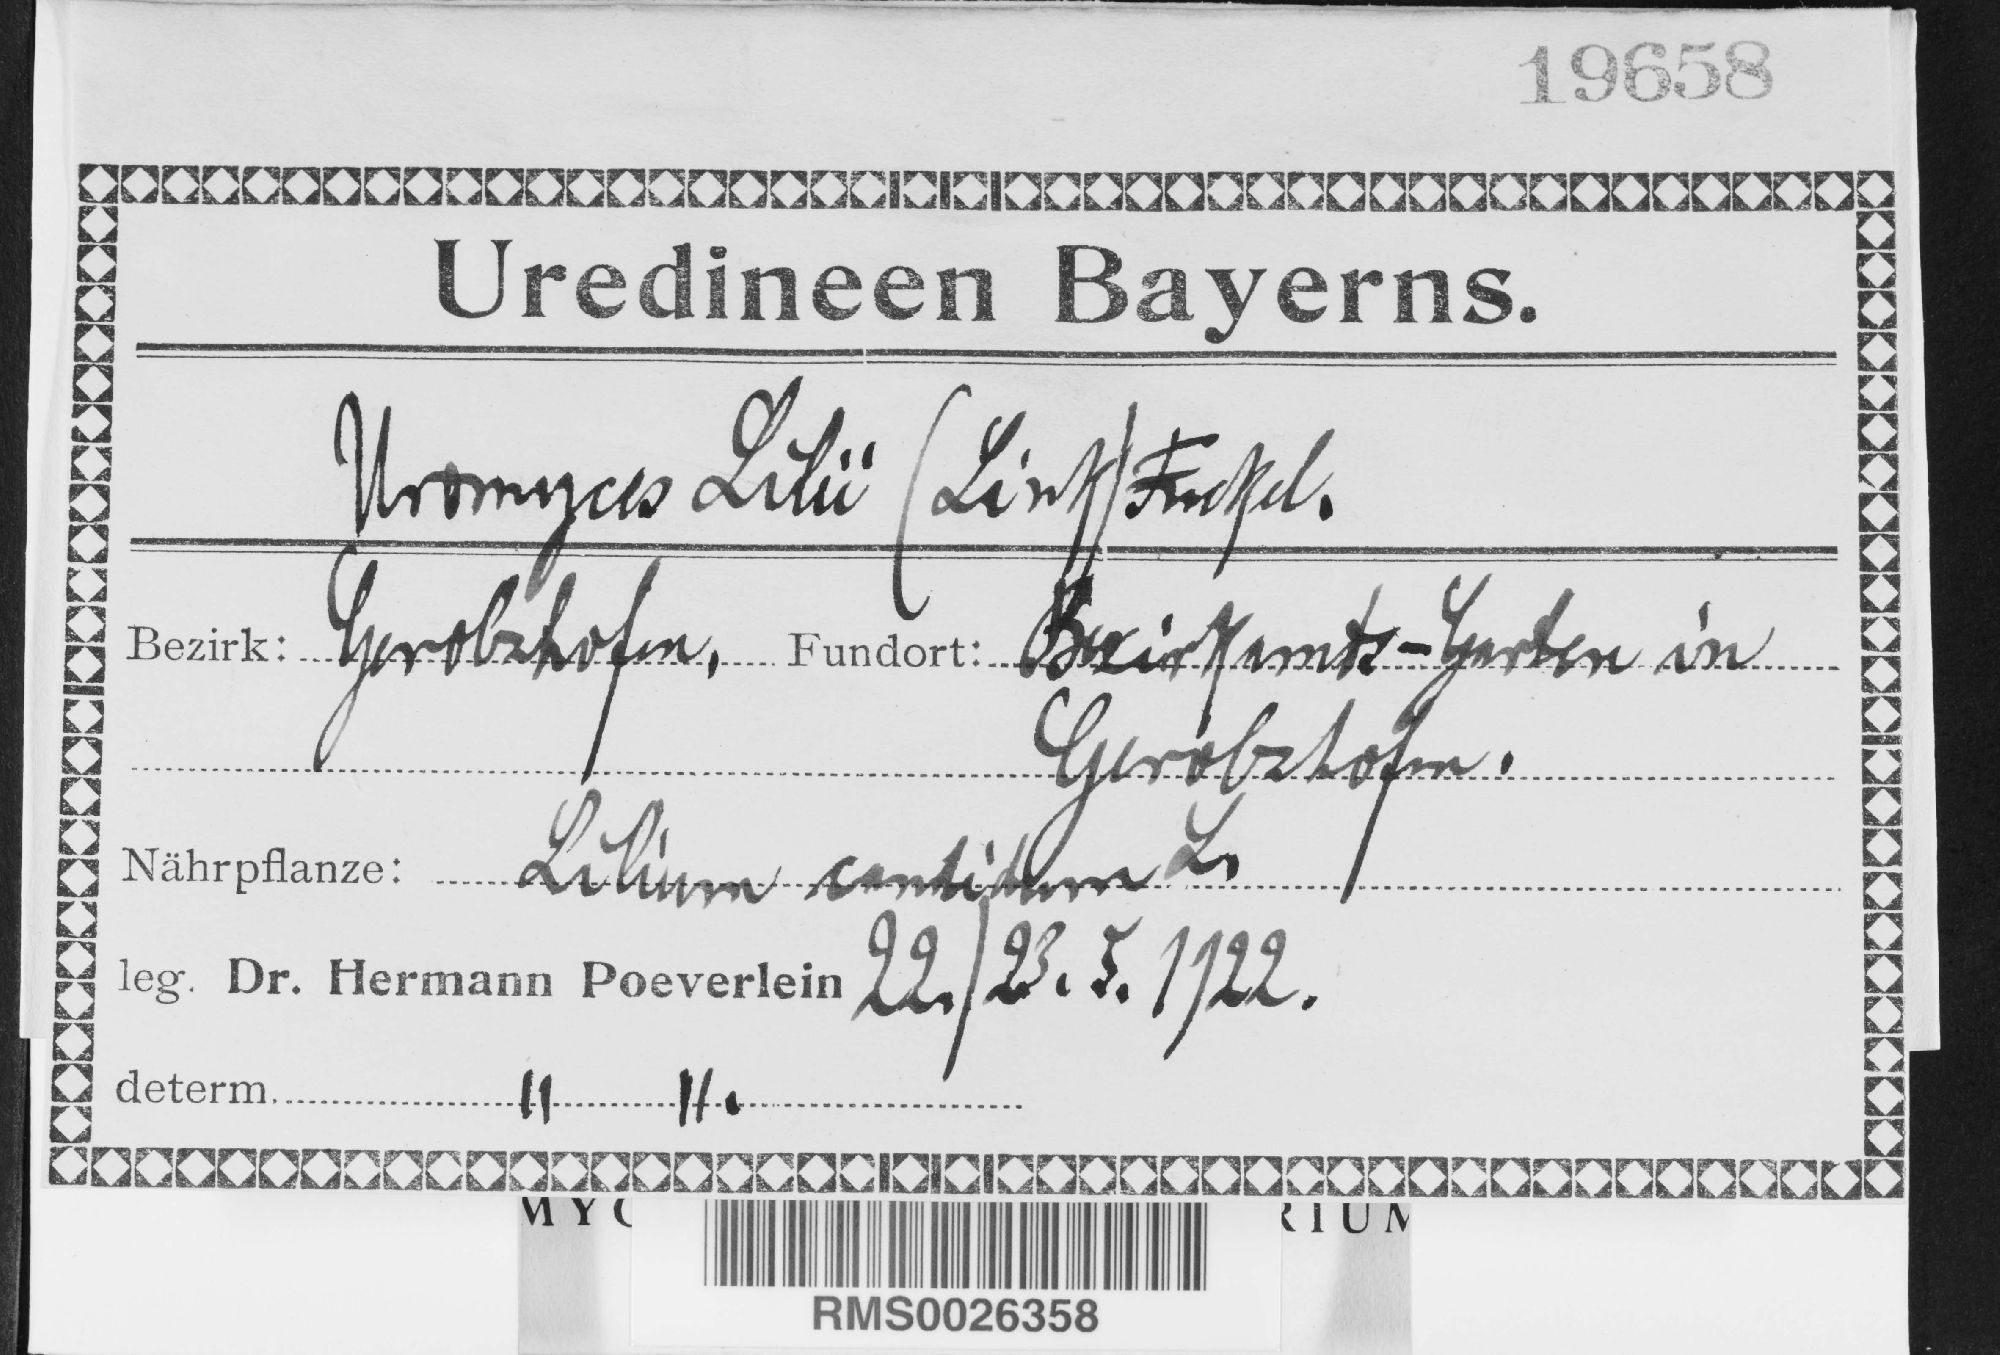 19658
Uredineen Bayerns.
Uromyces Lilii (Link) Fuckel.
Bezirk: Gerolzhofen. Fundort: Bezirksamts-Garten in
Gerolzhofen.
Nährpflanze: Lilium candidum L.
leg. Dr. Hermann Poeverlein 22./23. 5. 1922.
determ. " ".
MYC RIUM
RMS0026358